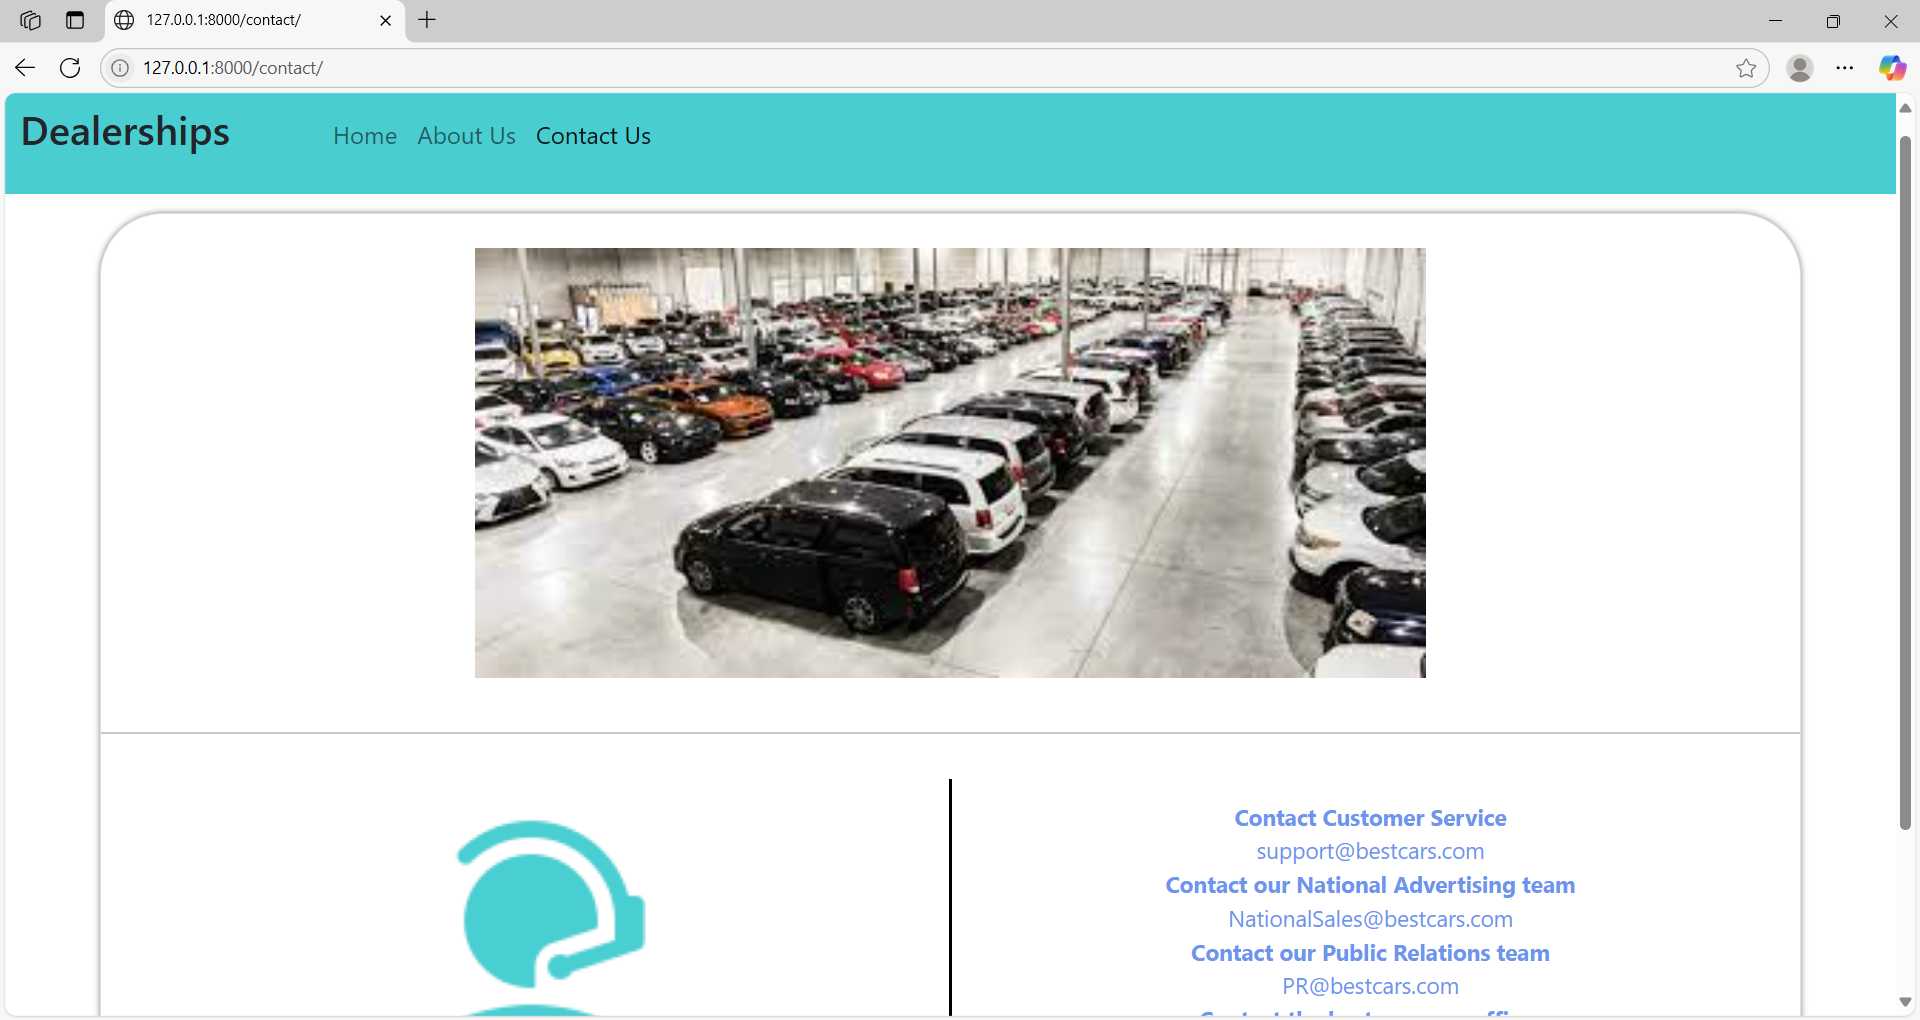 127.0.0.1:8000/contact/
127.0.0.1:8000/contact/
Dealerships
Home About Us Contact Us
Contact Customer Service
support@bestcars.com
Contact our National Advertising team
NationalSales@bestcars.com
Contact our Public Relations team
PR@bestcars.com